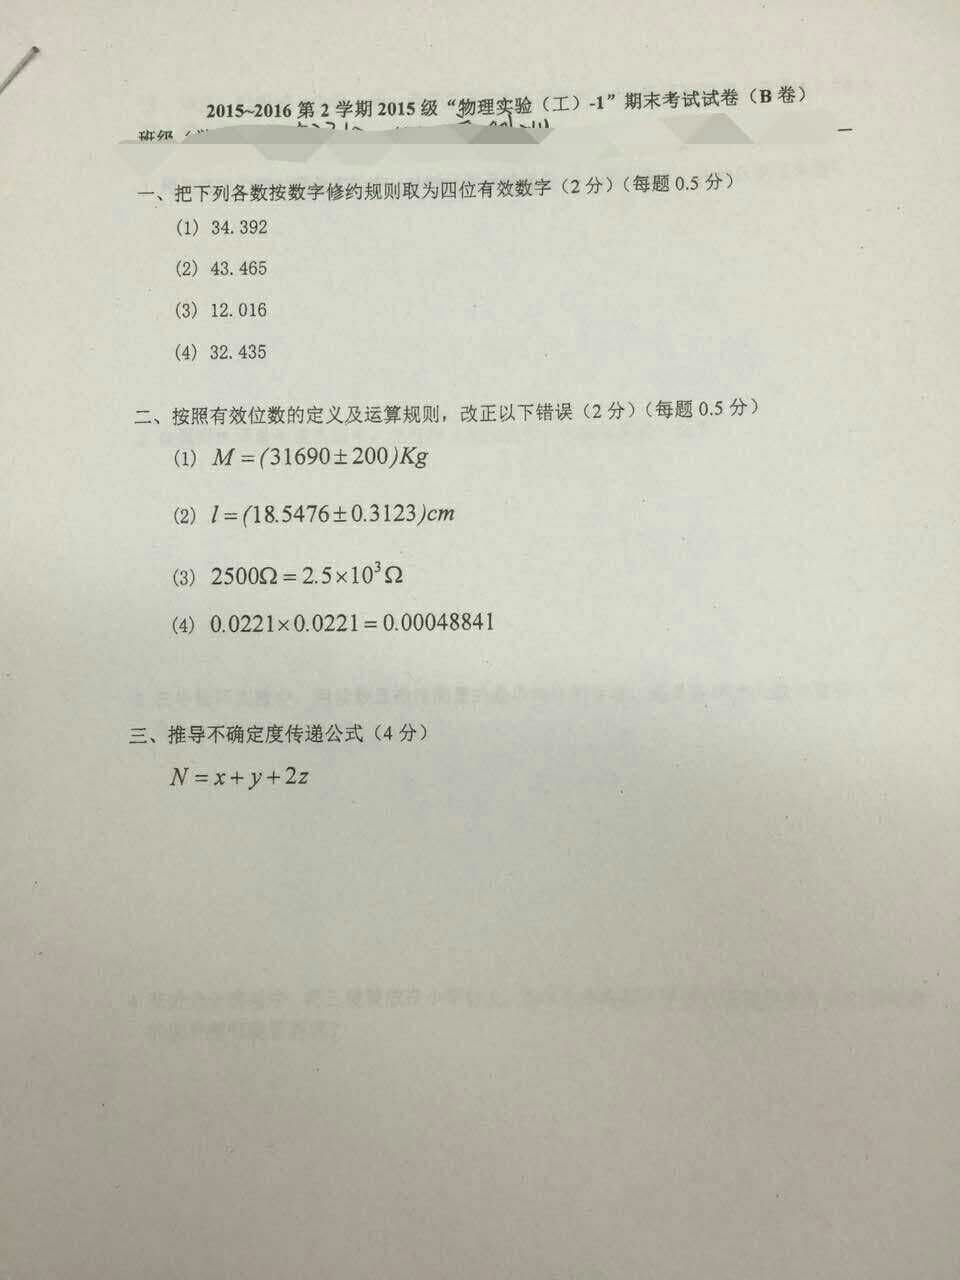 2015~2016 第 2 学期 2015 级“物理实验（工）-1”期末考试试卷（B 卷）
班级
一、把下列各数按数字修约规则取为四位有效数字（2 分）（每题 0.5 分）
(1) 34.392
(2) 43.465
(3) 12.016
(4) 32.435
二、按照有效位数的定义及运算规则，改正以下错误（2 分）（每题 0.5 分）
(1) M = (31690±200)Kg
(2) l = (18.5476±0.3123)cm
(3) 2500Ω = 2.5×10³Ω
(4) 0.0221×0.0221 = 0.00048841
三、推导不确定度传递公式（4 分）
N = x + y + 2z